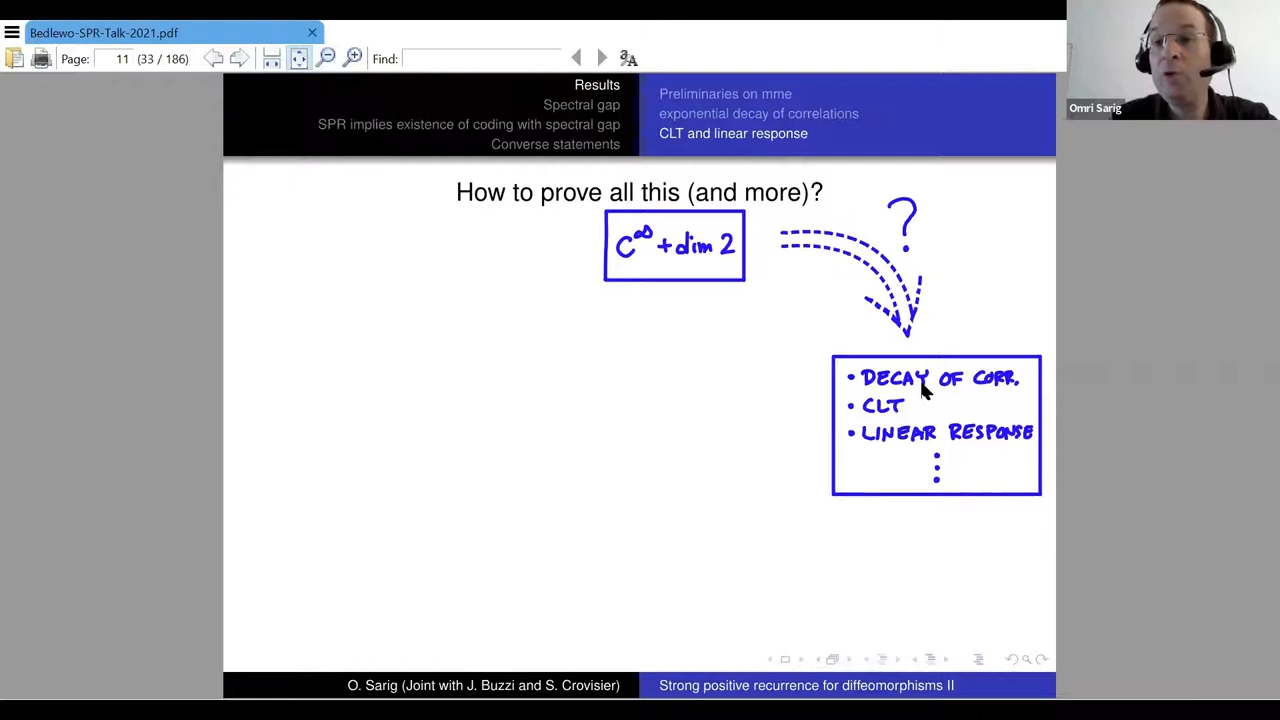 Bedlewo-SPR-Talk-2021.pdf
Page: 11 (33 / 186) Find:
Results
Spectral gap
SPR implies existence of coding with spectral gap
Converse statements
Preliminaries on mme
exponential decay of correlations
CLT and linear response
Omri Sarig
How to prove all this (and more)?
C∞ + dim 2
?
• DECAY OF CORR.
• CLT
• LINEAR RESPONSE
O. Sarig (Joint with J. Buzzi and S. Crovisier)
Strong positive recurrence for diffeomorphisms II